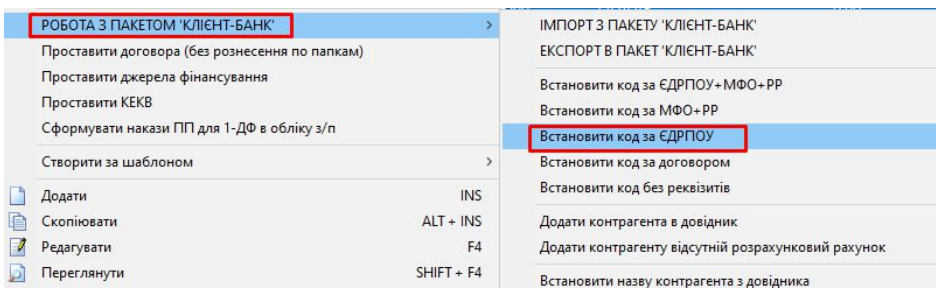 РОБОТА З ПАКЕТОМ 'КЛІЄНТ-БАНК'
Проставити договора (без рознесення по папкам)
Проставити джерела фінансування
Проставити КЕКВ
Сформувати накази ПП для 1-ДФ в обліку з/п
Створити за шаблоном
Додати INS
Скопіювати ALT + INS
Редагувати F4
Переглянути SHIFT + F4
ІМПОРТ З ПАКЕТУ 'КЛІЄНТ-БАНК'
ЕКСПОРТ В ПАКЕТ 'КЛІЄНТ-БАНК'
Встановити код за ЄДРПОУ+МФО+РР
Встановити код за МФО+РР
Встановити код за ЄДРПОУ
Встановити код за договором
Встановити код без реквізитів
Додати контрагента в довідник
Додати контрагенту відсутній розрахунковий рахунок
Встановити назву контрагента з довідника